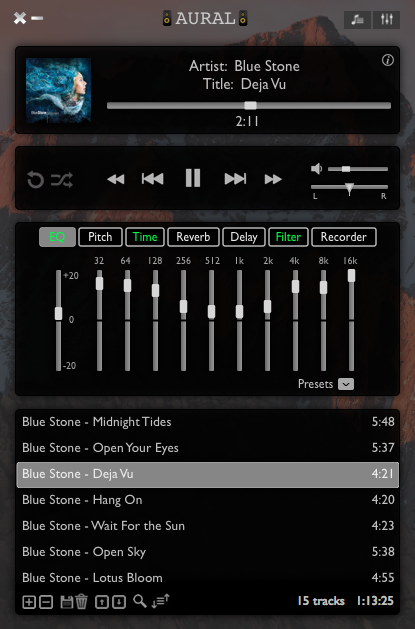 AURAL
Artist: Blue Stone
Title: Deja Vu
2:11
L R
EQ Pitch Time Reverb Delay Filter Recorder
32 64 128 256 512 1k 2k 4k 8k 16k
+20
0
-20
Presets
Blue Stone - Midnight Tides 5:48
Blue Stone - Open Your Eyes 5:37
Blue Stone - Deja Vu 4:21
Blue Stone - Hang On 4:20
Blue Stone - Wait For the Sun 4:23
Blue Stone - Open Sky 5:38
Blue Stone - Lotus Bloom 4:55
15 tracks 1:13:25